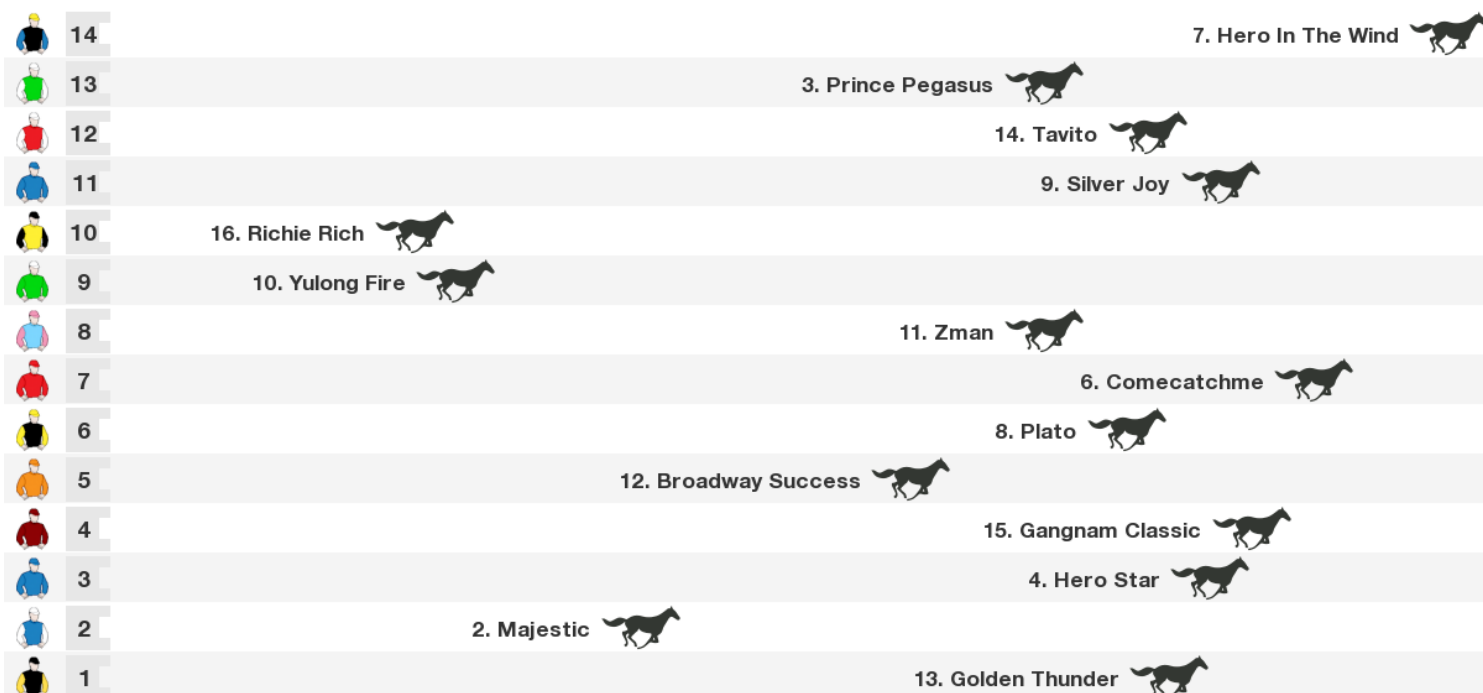 14 7. Hero In The Wind
13 3. Prince Pegasus
12 14. Tavito
11 9. Silver Joy
10 16. Richie Rich
9 10. Yulong Fire
8 11. Zman
7 6. Comecatchme
6 8. Plato
5 12. Broadway Success
4 15. Gangnam Classic
3 4. Hero Star
2 2. Majestic
1 13. Golden Thunder